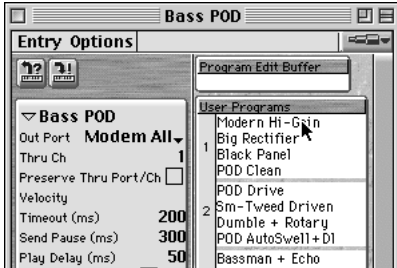 Bass POD
Entry Options
Program Edit Buffer
▽Bass POD
Out Port Modem All
Thru Ch 1
Preserve Thru Port/Ch
Velocity
Timeout (ms) 200
Send Pause (ms) 300
Play Delay (ms) 50
User Programs
1
Modern Hi-Gain
Big Rectifier
Black Panel
POD Clean
2
POD Drive
Sm-Tweed Driven
Dumble + Rotary
POD AutoSwell+D1
Bassman + Echo